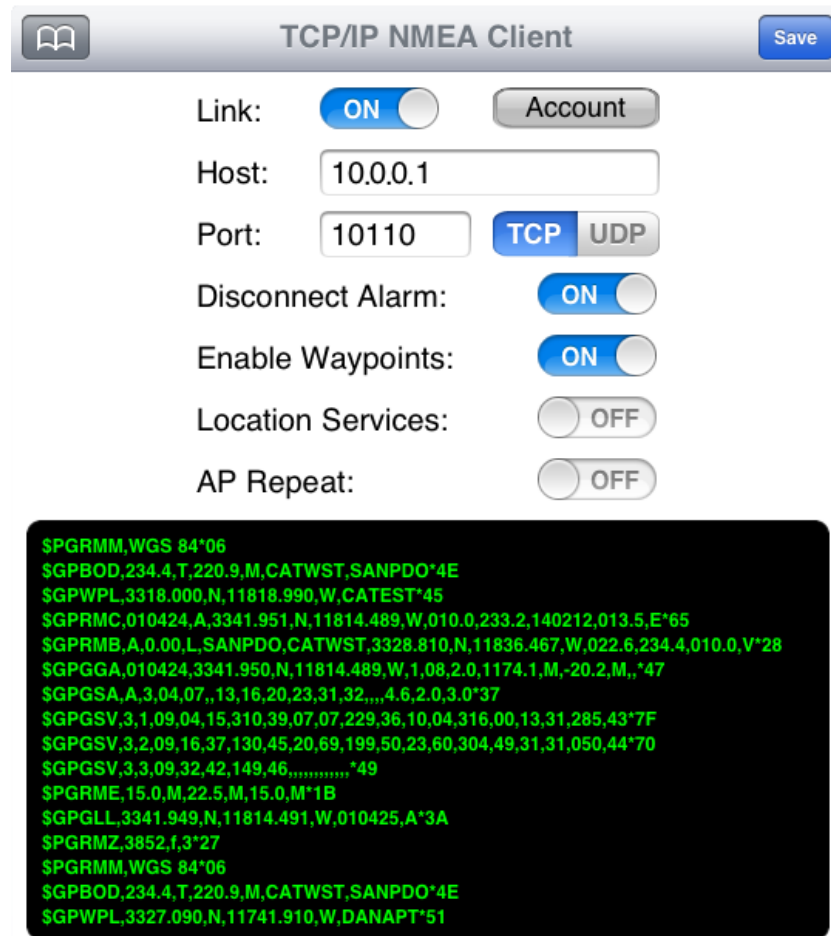 TCP/IP NMEA Client Save
Link: ON Account
Host: 10.0.0.1
Port: 10110 TCP UDP
Disconnect Alarm: ON
Enable Waypoints: ON
Location Services: OFF
AP Repeat: OFF
$PGRMM,WGS 84*06
$GPBOD,234.4,T,220.9,M,CATWST,SANPDO*4E
$GPWPL,3318.000,N,11818.990,W,CATEST*45
$GPRMC,010424,A,3341.951,N,11814.489,W,010.0,233.2,140212,013.5,E*65
$GPRMB,A,0.00,L,SANPDO,CATWST,3328.810,N,11836.467,W,022.6,234.4,010.0,V*28
$GPGGA,010424,3341.950,N,11814.489,W,1,08,2.0,1174.1,M,-20.2,M,,*47
$GPGSA,A,3,04,07,,13,16,20,23,31,32,,,,4.6,2.0,3.0*37
$GPGSV,3,1,09,04,15,310,39,07,07,229,36,10,04,316,00,13,31,285,43*7F
$GPGSV,3,2,09,16,37,130,45,20,69,199,50,23,60,304,49,31,31,050,44*70
$GPGSV,3,3,09,32,42,149,46,,,,,,,,,,,,*49
$PGRME,15.0,M,22.5,M,15.0,M*1B
$GPGLL,3341.949,N,11814.491,W,010425,A*3A
$PGRMZ,3852,f,3*27
$PGRMM,WGS 84*06
$GPBOD,234.4,T,220.9,M,CATWST,SANPDO*4E
$GPWPL,3327.090,N,11741.910,W,DANAPT*51